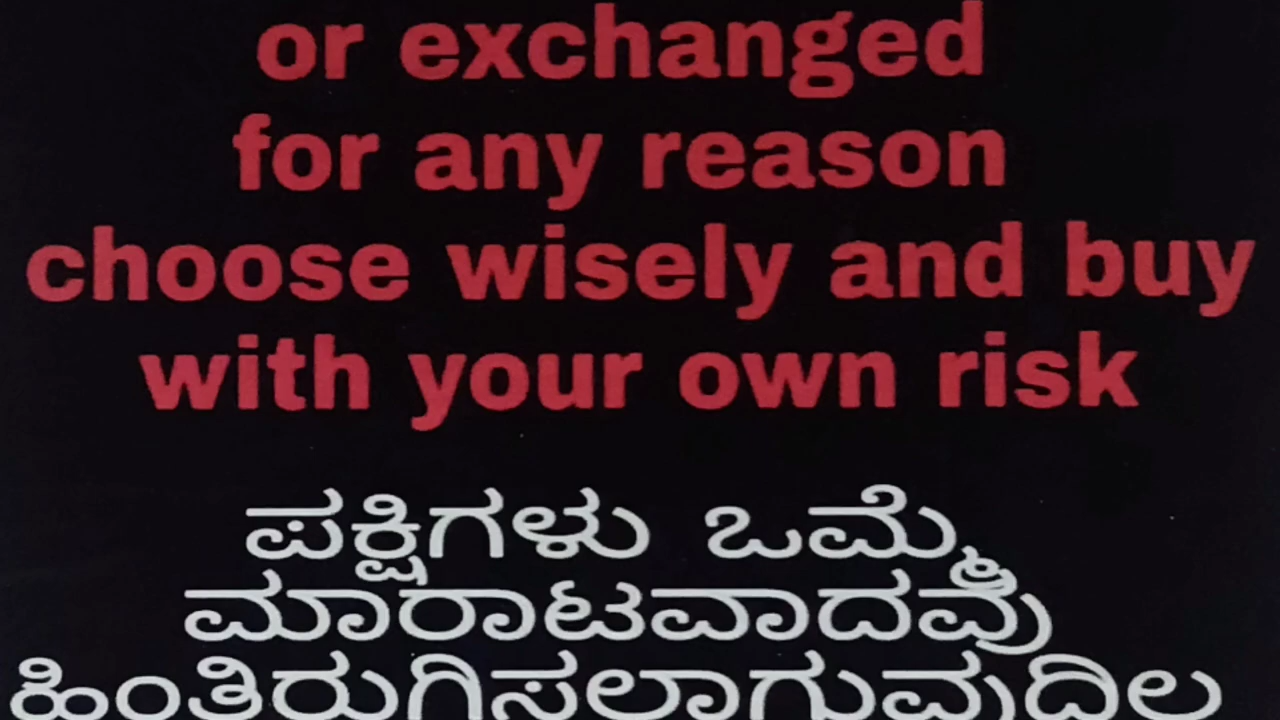 or exchanged
for any reason
choose wisely and buy
with your own risk
ಪಕ್ಷಿಗಳು ಒಮ್ಮೆ
ಮಾರಾಟವಾದವು
ಹಿಂತಿರುಗಿಸಲಾಗುವುದಿಲ